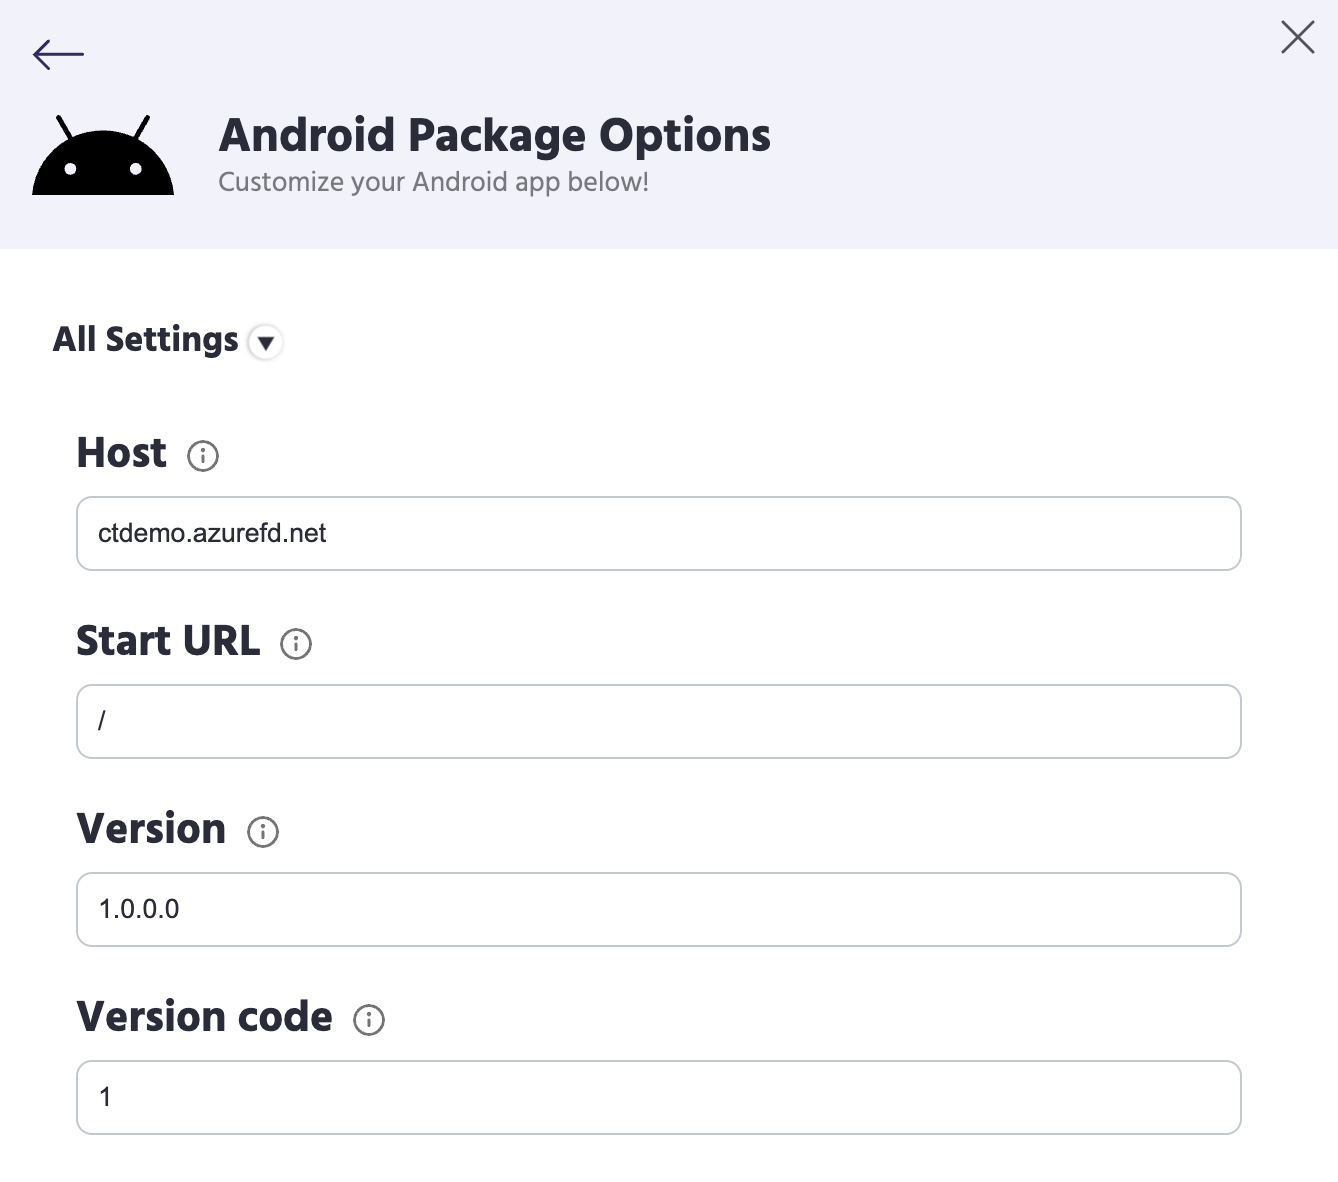 Android Package Options
Customize your Android app below!
All Settings
Host
ctdemo.azurefd.net
Start URL
/
Version
1.0.0.0
Version code
1